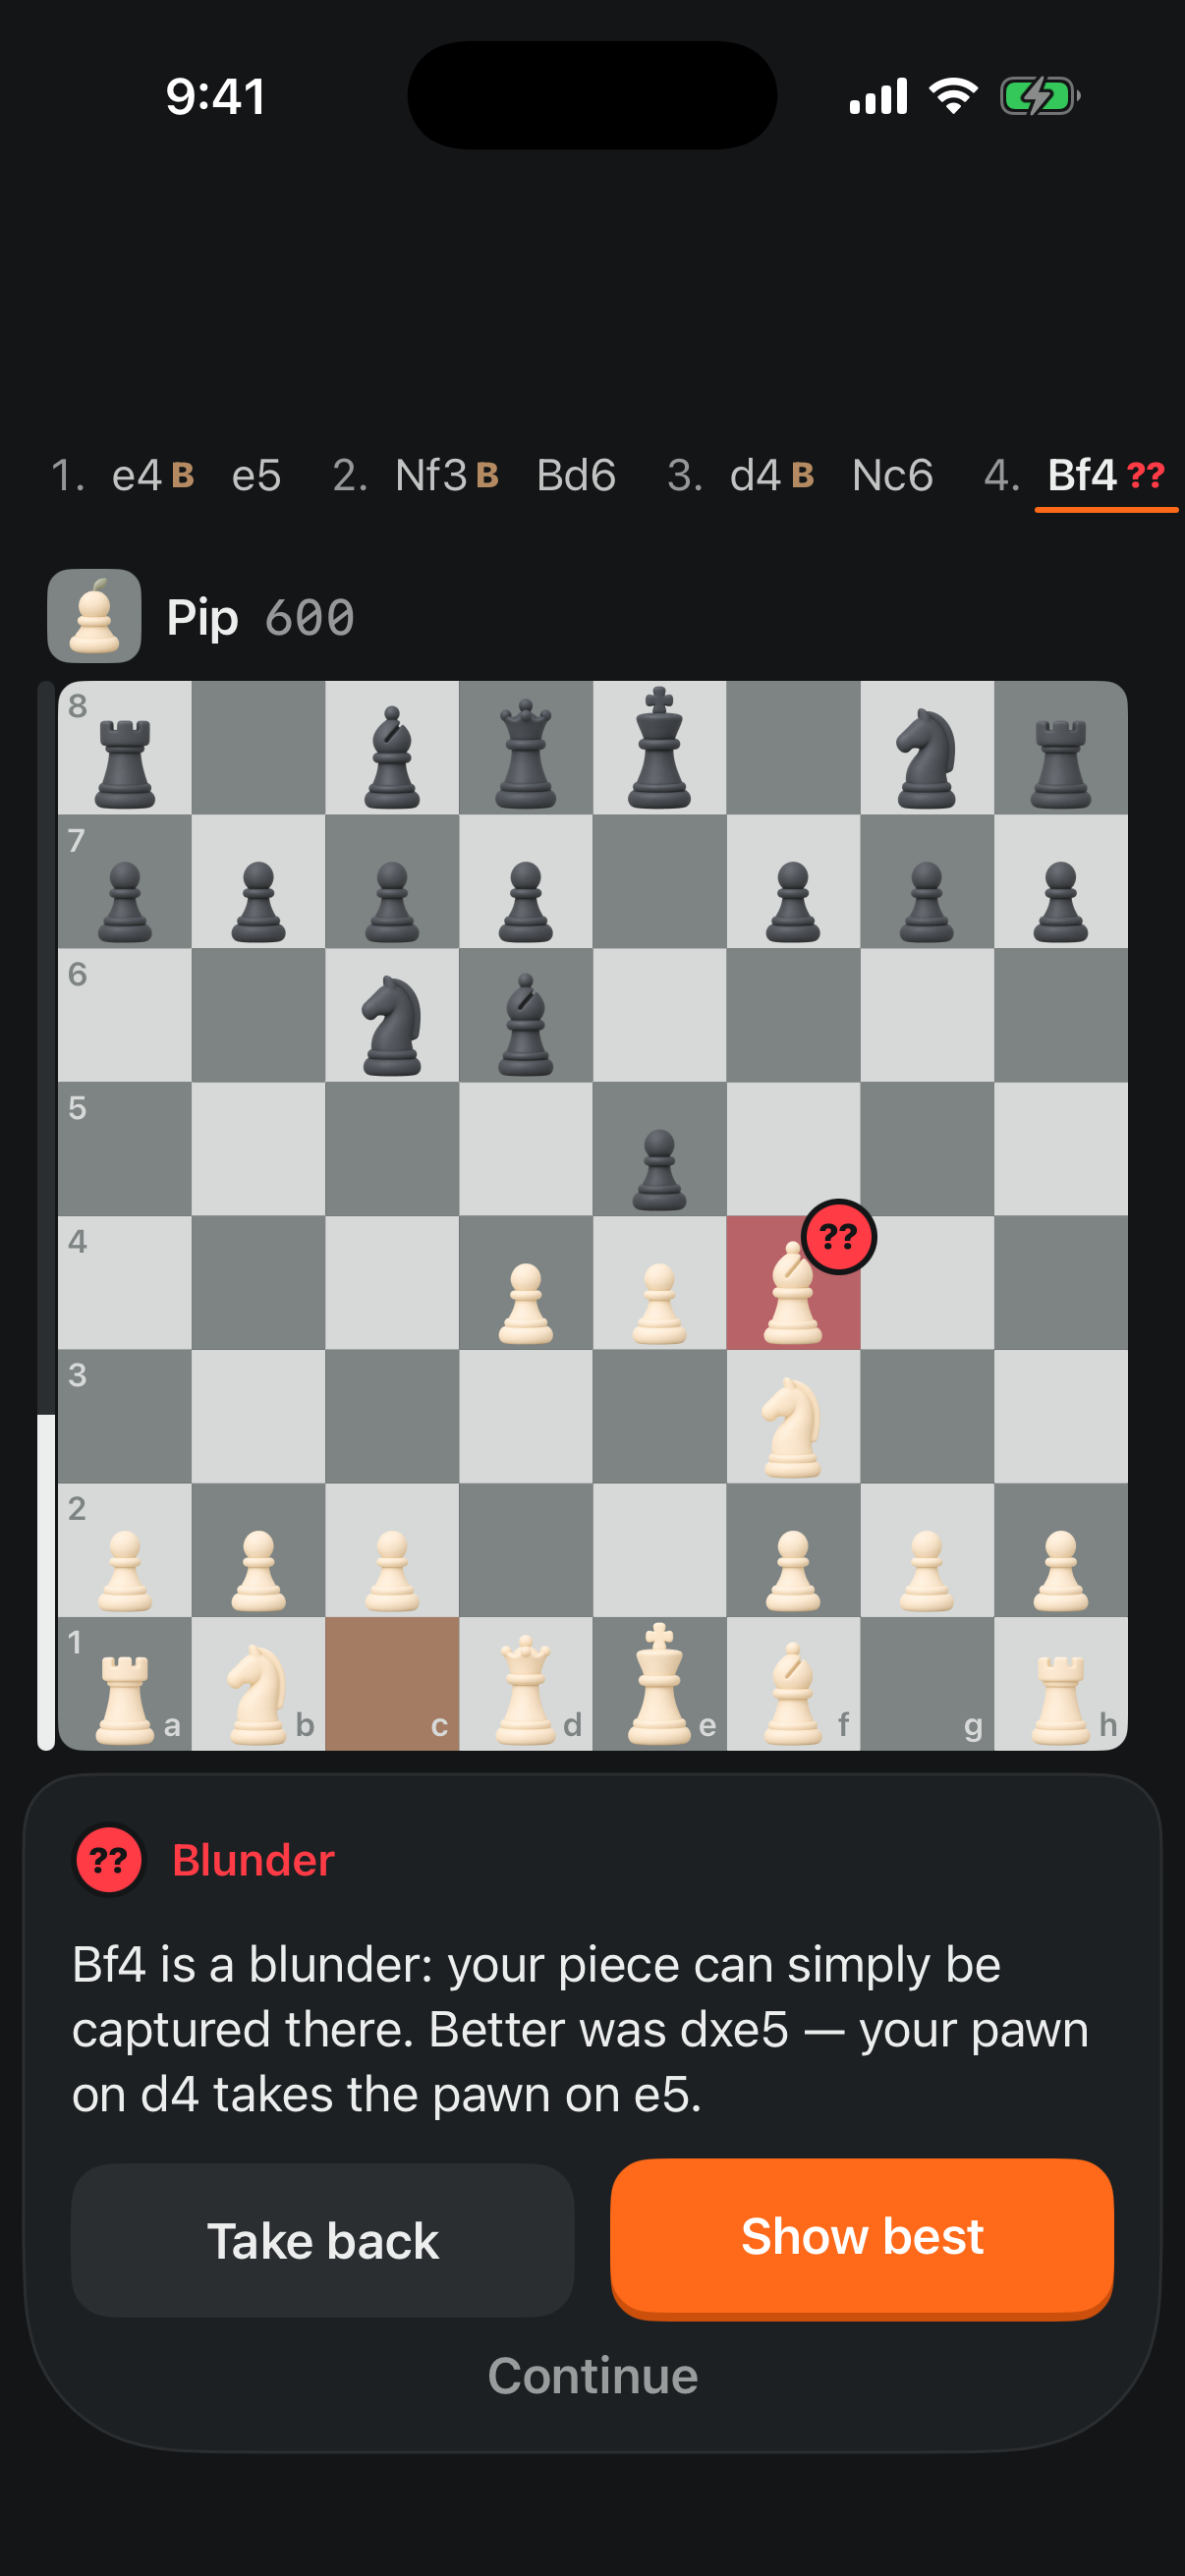 9:41
1. e4 B e5 2. Nf3 B Bd6 3. d4 B Nc6 4. Bf4 ??
Pip 600
8
7
6
5
??
4
3
2
1
a b c d e f g h
?? Blunder
Bf4 is a blunder: your piece can simply be
captured there. Better was dxe5 — your pawn
on d4 takes the pawn on e5.
Take back Show best
Continue